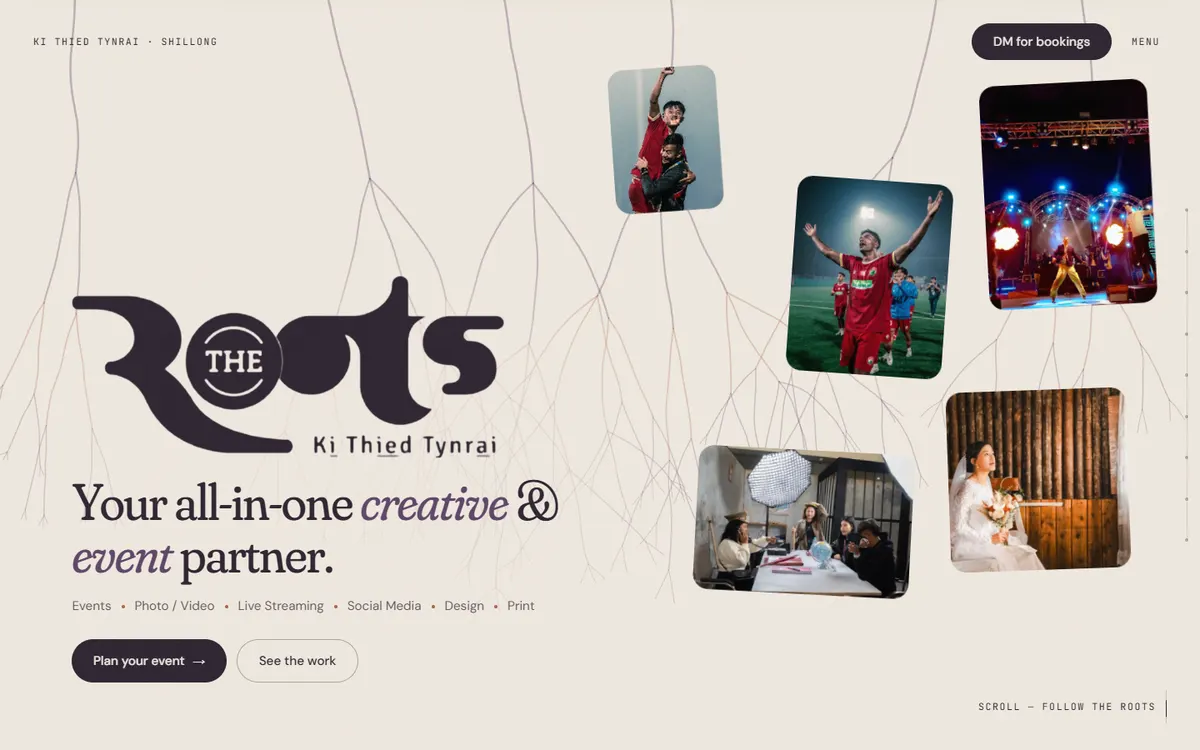 KI THIED TYNRAI · SHILLONG
DM for bookings
MENU
THE
Roots
Ki Thied Tynrai
Your all-in-one creative &
event partner.
Events • Photo / Video • Live Streaming • Social Media • Design • Print
Plan your event →
See the work
SCROLL — FOLLOW THE ROOTS